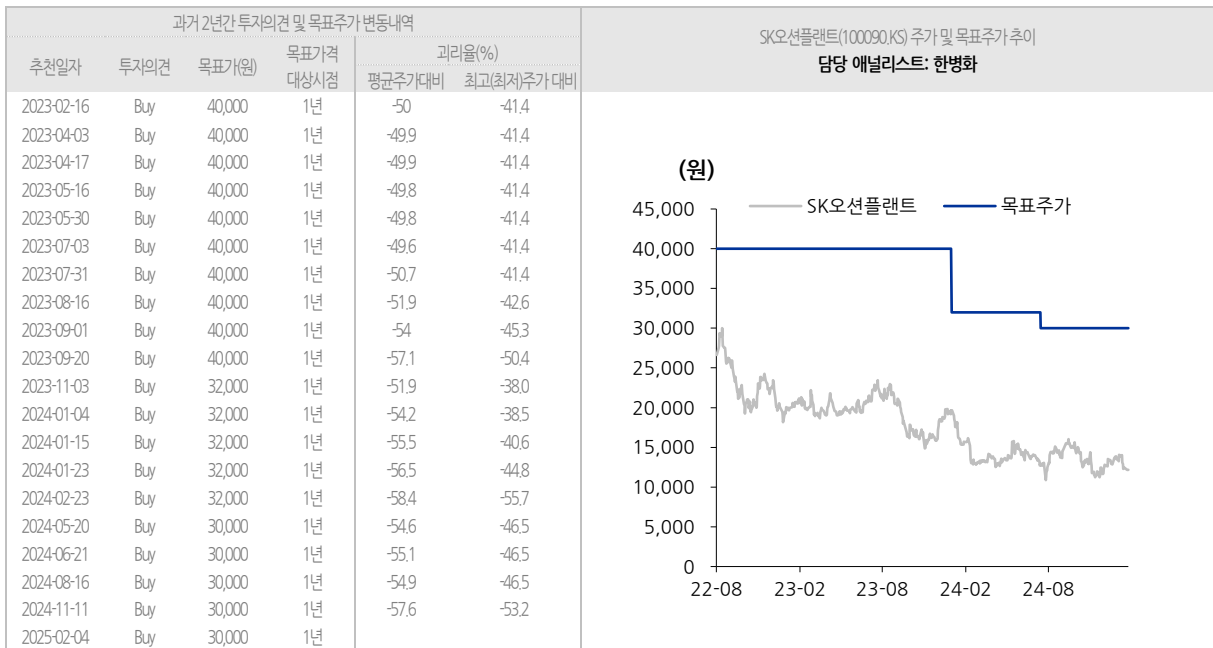 과거 2년간 투자의견 및 목표주가 변동내역
추천일자 투자의견 목표가(원) 목표가격 대상시점 괴리율(%)
평균주가대비 최고(최저)주가 대비
2023-02-16 Buy 40,000 1년 -50 -41.4
2023-04-03 Buy 40,000 1년 -49.9 -41.4
2023-04-17 Buy 40,000 1년 -49.9 -41.4
2023-05-16 Buy 40,000 1년 -49.8 -41.4
2023-05-30 Buy 40,000 1년 -49.8 -41.4
2023-07-03 Buy 40,000 1년 -49.6 -41.4
2023-07-31 Buy 40,000 1년 -50.7 -41.4
2023-08-16 Buy 40,000 1년 -51.9 -42.6
2023-09-01 Buy 40,000 1년 -54 -45.3
2023-09-20 Buy 40,000 1년 -57.1 -50.4
2023-11-03 Buy 32,000 1년 -51.9 -38.0
2024-01-04 Buy 32,000 1년 -54.2 -38.5
2024-01-15 Buy 32,000 1년 -55.5 -40.6
2024-01-23 Buy 32,000 1년 -56.5 -44.8
2024-02-23 Buy 32,000 1년 -58.4 -55.7
2024-05-20 Buy 30,000 1년 -54.6 -46.5
2024-06-21 Buy 30,000 1년 -55.1 -46.5
2024-08-16 Buy 30,000 1년 -54.9 -46.5
2024-11-11 Buy 30,000 1년 -57.6 -53.2
2025-02-04 Buy 30,000 1년
SK오션플랜트(100090.KS) 주가 및 목표주가 추이
담당 애널리스트: 한병화
(원)
SK오션플랜트 목표주가
45,000
40,000
35,000
30,000
25,000
20,000
15,000
10,000
5,000
0
22-08 23-02 23-08 24-02 24-08